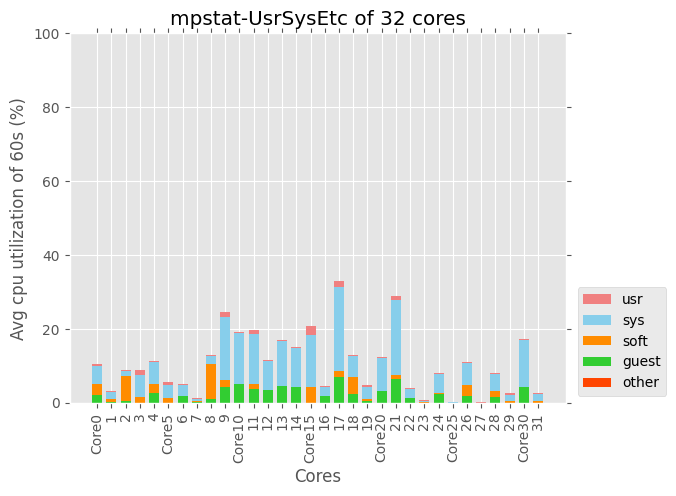 mpstat-UsrSysEtc of 32 cores
Avg cpu utilization of 60s (%)
100
80
60
40
20
0
Core0
1
2
3
4
Core5
6
7
8
9
Core10
11
12
13
14
Core15
16
17
18
19
Core20
21
22
23
24
Core25
26
27
28
29
Core30
31
Cores
usr
sys
soft
guest
other